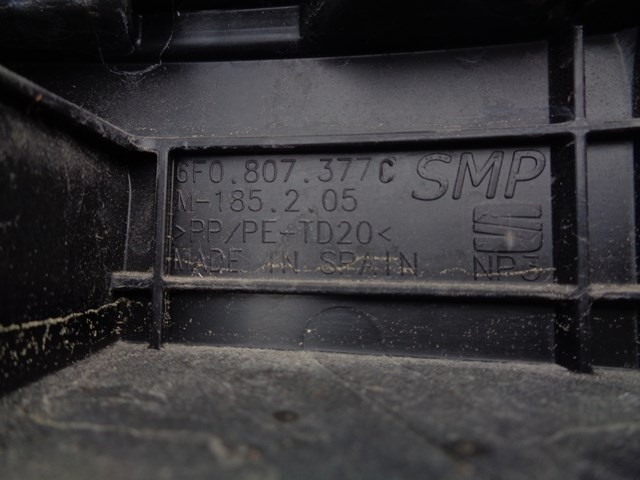 6F0.807.377C
SMP
M-185.2.05
>PP/PE-TD20<
MADE IN SPAIN
NP3